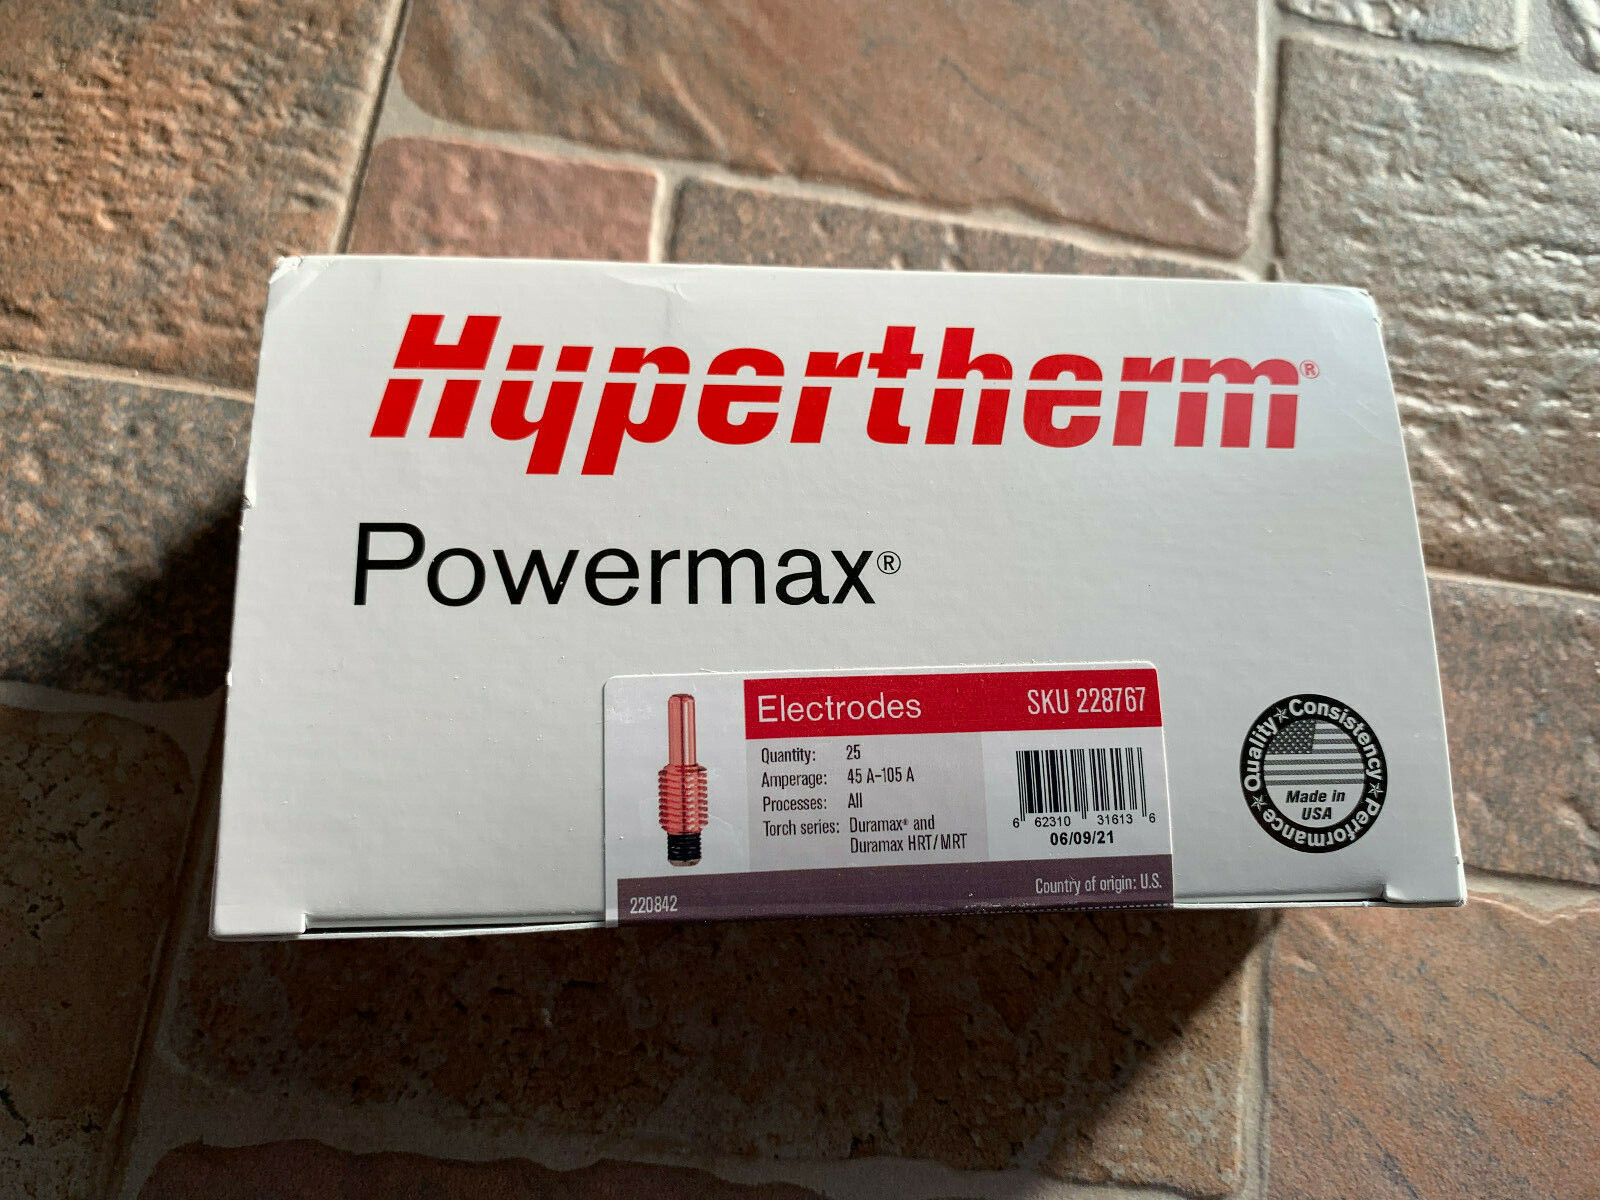 Hypertherm®
Powermax®
Electrodes SKU 228767
Quantity: 25
Amperage: 45 A-105 A
Processes: All
Torch series: Duramax® and
Duramax HRT/MRT
6 62310 31613 6
06/09/21
Country of origin: U.S.
220842
Quality Consistency Performance
Made in
USA